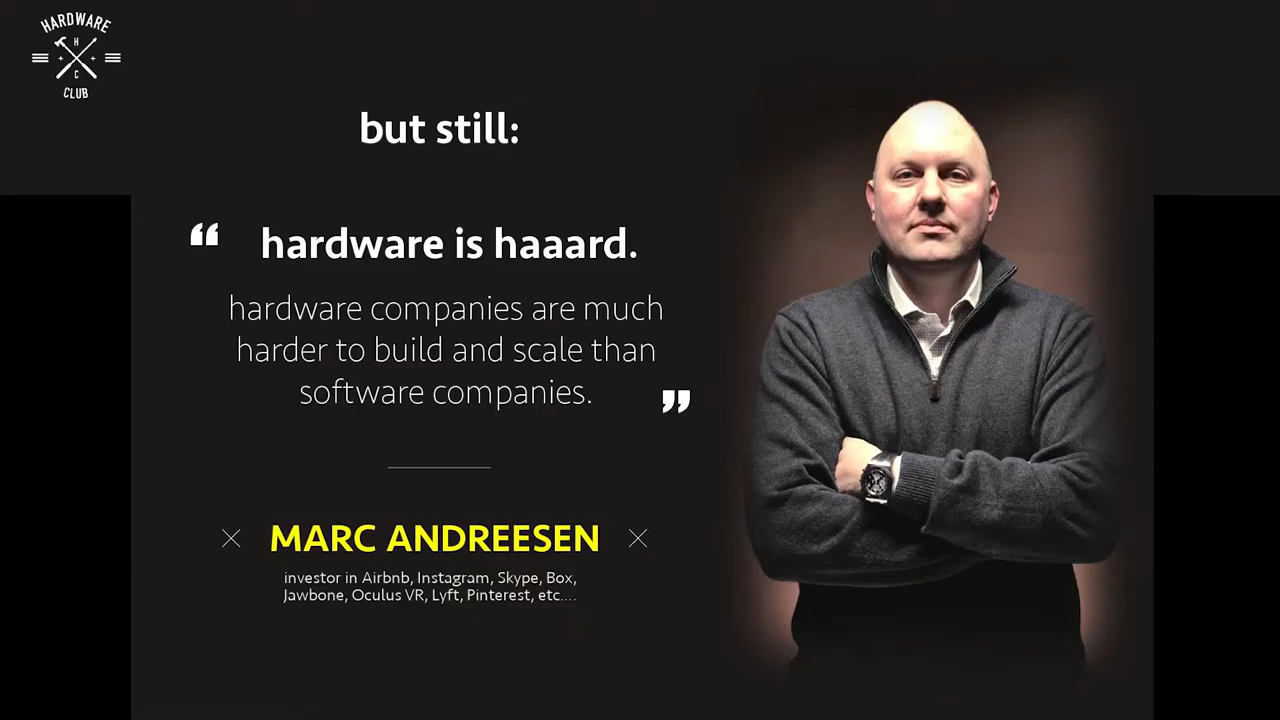 HARDWARE
H
C
CLUB
but still:
“ hardware is haaard.
hardware companies are much
harder to build and scale than
software companies. ”
MARC ANDREESEN
investor in Airbnb, Instagram, Skype, Box,
Jawbone, Oculus VR, Lyft, Pinterest, etc....